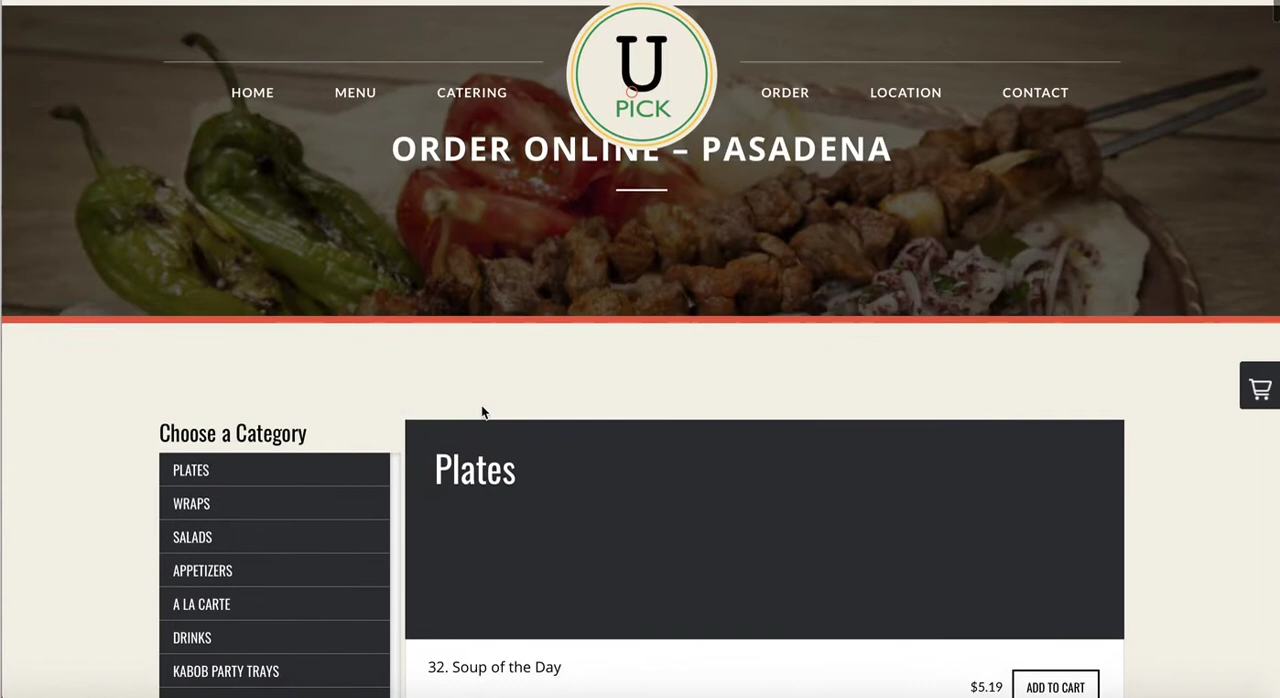 U
PICK
HOME MENU CATERING ORDER LOCATION CONTACT
ORDER ONLINE – PASADENA
Choose a Category
PLATES
WRAPS
SALADS
APPETIZERS
A LA CARTE
DRINKS
KABOB PARTY TRAYS
Plates
32. Soup of the Day
$5.19 ADD TO CART